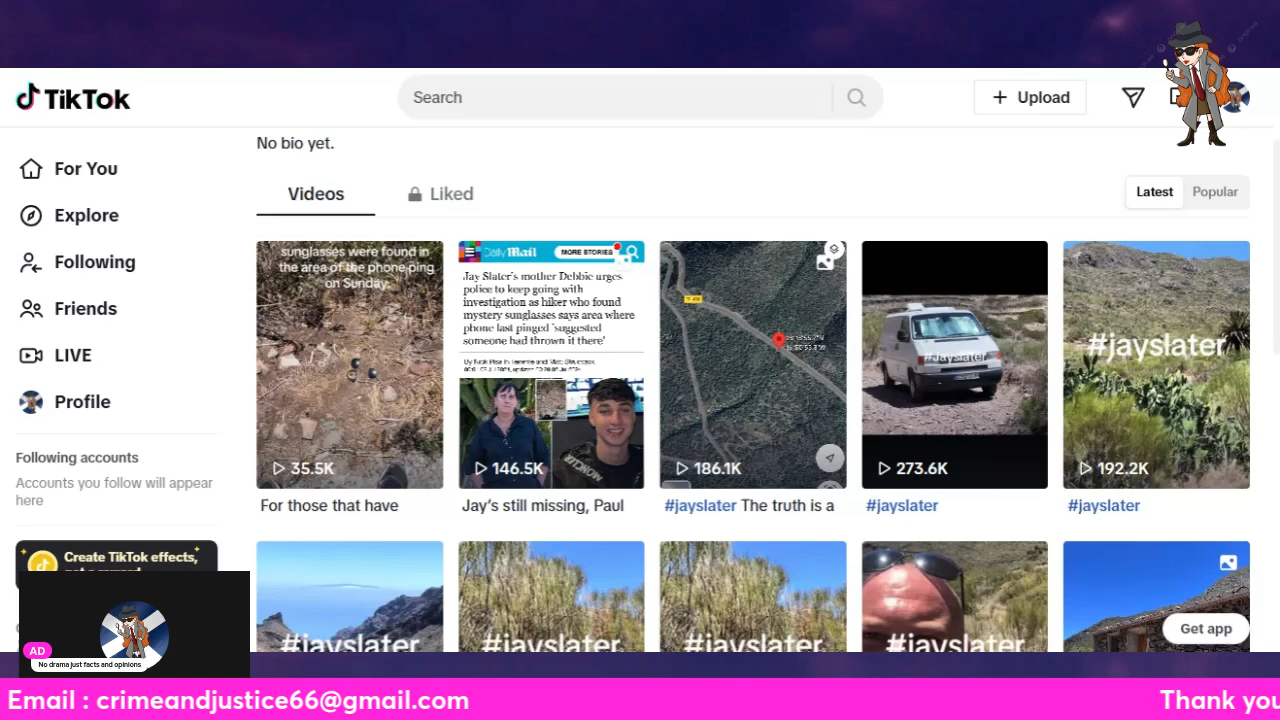 TikTok
Search
Upload
No bio yet.
For You
Explore
Following
Friends
LIVE
Profile
Following accounts
Accounts you follow will appear
here
Create TikTok effects,
Videos
Liked
Latest
Popular
sunglasses were found in
the area of the phone ping
on Sunday.
35.5K
For those that have
Daily Mail
MORE STORIES
Jay Slater's mother Debbie urges
police to keep going with
investigation as hiker who found
mystery sunglasses says area where
phone last pinged 'suggested
someone had thrown it there'
146.5K
Jay's still missing, Paul
186.1K
#jayslater The truth is a
#Jayslater
273.6K
#jayslater
#jayslater
192.2K
#jayslater
#jayslater
#jayslater
#jayslater
#jayslater
#jayslater
Get app
AD
No drama just facts and opinions
Email : crimeandjustice66@gmail.com
Thank you